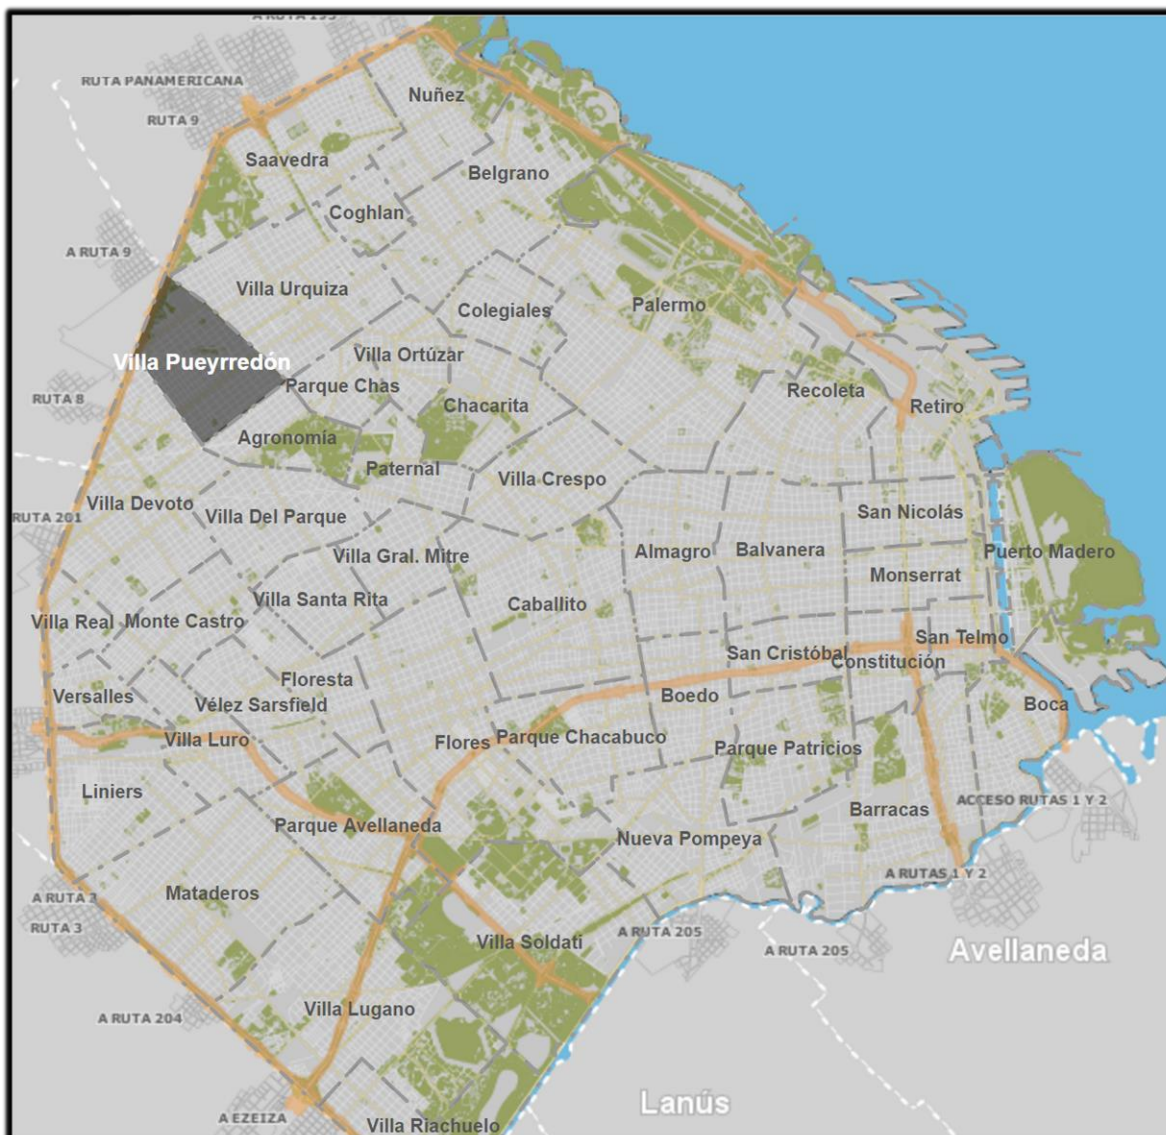 A RUTA 195
RUTA PANAMERICANA
Nuñez
RUTA 9
Saavedra
Belgrano
Coghlan
A RUTA 9
Villa Urquiza
Palermo
Colegiales
Villa Ortúzar
Villa Pueyrredón
Parque Chas
Recoleta
RUTA 8
Chacarita
Retiro
Agronomía
Paternal
Villa Crespo
Villa Devoto
San Nicolás
RUTA 201
Villa Del Parque
Almagro
Balvanera
Puerto Madero
Villa Gral. Mitre
Monserrat
Villa Santa Rita
Caballito
Villa Real
Monte Castro
San Telmo
San Cristóbal
Constitución
Floresta
Versalles
Boedo
Vélez Sarsfield
Boca
Villa Luro
Flores
Parque Chacabuco
Parque Patricios
Liniers
ACCESO RUTAS 1 Y 2
Barracas
Parque Avellaneda
Nueva Pompeya
A RUTAS 1 Y 2
Mataderos
A RUTA 3
RUTA 3
A RUTA 205
Villa Soldati
A RUTA 205
Avellaneda
Villa Lugano
A RUTA 204
Lanús
A EZEIZA
Villa Riachuelo